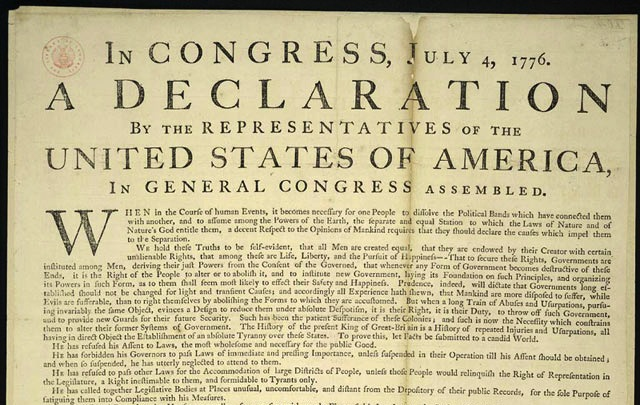 IN CONGRESS, JULY 4, 1776.
A DECLARATION
BY THE REPRESENTATIVES OF THE
UNITED STATES OF AMERICA,
IN GENERAL CONGRESS ASSEMBLED.
WHEN in the Course of human Events, it becomes necessary for one People to dissolve the Political Bands which have connected them
with another, and to assume among the Powers of the Earth, the separate and equal Station to which the Laws of Nature and of
Nature's God entitle them, a decent Respect to the Opinions of Mankind requires that they should declare the causes which impel them
to the Separation.
We hold these Truths to be self-evident, that all Men are created equal, that they are endowed by their Creator with certain
unalienable Rights, that among these are Life, Liberty, and the Pursuit of Happiness—That to secure these Rights, Governments are
instituted among Men, deriving their just Powers from the Consent of the Governed, that whenever any Form of Government becomes destructive of these
Ends, it is the Right of the People to alter or to abolish it, and to institute new Government, laying its Foundation on such Principles, and organizing
its Powers in such Form, as to them shall seem most likely to effect their Safety and Happiness. Prudence, indeed, will dictate that Governments long es-
tablished should not be changed for light and transient Causes; and accordingly all Experience hath shewn, that Mankind are more disposed to suffer, while
Evils are sufferable, than to right themselves by abolishing the Forms to which they are accustomed. But when a long Train of Abuses and Usurpations, pursu-
ing invariably the same Object, evinces a Design to reduce them under absolute Despotism, it is their Right, it is their Duty, to throw off such Government,
and to provide new Guards for their future Security. Such has been the patient Sufferance of these Colonies; and such is now the Necessity which constrains
them to alter their former Systems of Government. The History of the present King of Great-Britain is a History of repeated Injuries and Usurpations, all
having in direct Object the Establishment of an absolute Tyranny over these States. To prove this, let Facts be submitted to a candid World.
HE has refused his Assent to Laws, the most wholesome and necessary for the public Good.
HE has forbidden his Governors to pass Laws of immediate and pressing Importance, unless suspended in their Operation till his Assent should be obtained;
and when so suspended, he has utterly neglected to attend to them.
HE has refused to pass other Laws for the Accommodation of large Districts of People, unless those People would relinquish the Right of Representation in
the Legislature, a Right inestimable to them, and formidable to Tyrants only.
HE has called together Legislative Bodies at Places unusual, uncomfortable, and distant from the Depository of their public Records, for the sole Purpose of
fatiguing them into Compliance with his Measures.